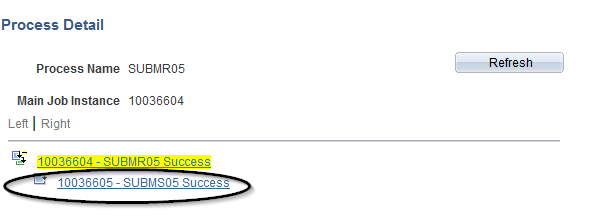 Process Detail
Process Name SUBMR05
Refresh
Main Job Instance 10036604
Left | Right
10036604 - SUBMR05 Success
10036605 - SUBMS05 Success